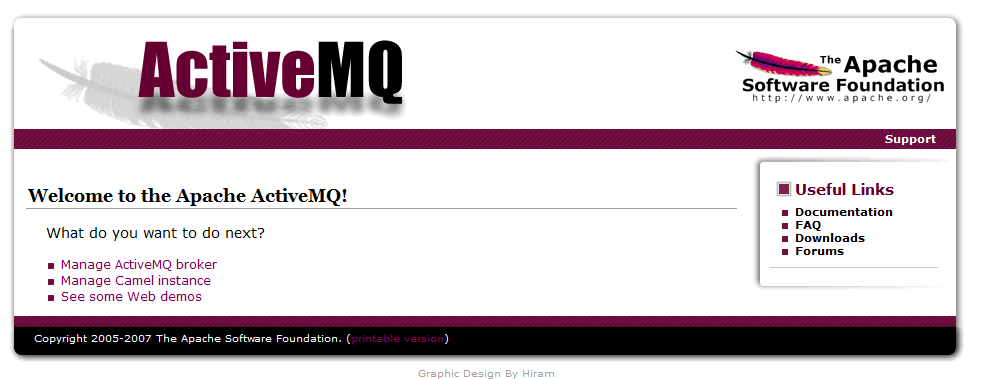 ActiveMQ
The Apache
Software Foundation
http://www.apache.org/
Support
Welcome to the Apache ActiveMQ!
What do you want to do next?
Manage ActiveMQ broker
Manage Camel instance
See some Web demos
Useful Links
Documentation
FAQ
Downloads
Forums
Copyright 2005-2007 The Apache Software Foundation. (printable version)
Graphic Design By Hiram